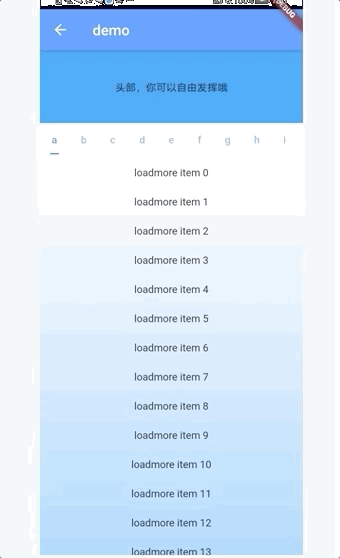 DEBUG
demo
头部，你可以自由发挥哦
a b c d e f g h i
loadmore item 0
loadmore item 1
loadmore item 2
loadmore item 3
loadmore item 4
loadmore item 5
loadmore item 6
loadmore item 7
loadmore item 8
loadmore item 9
loadmore item 10
loadmore item 11
loadmore item 12
loadmore item 13